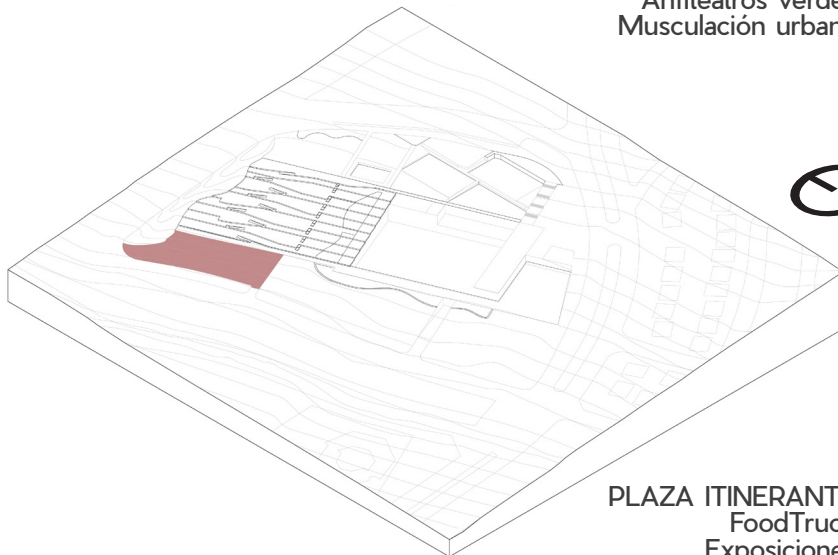 Anfiteatros verde
Musculación urban
PLAZA ITINERANT
FoodTruc
Exposicione